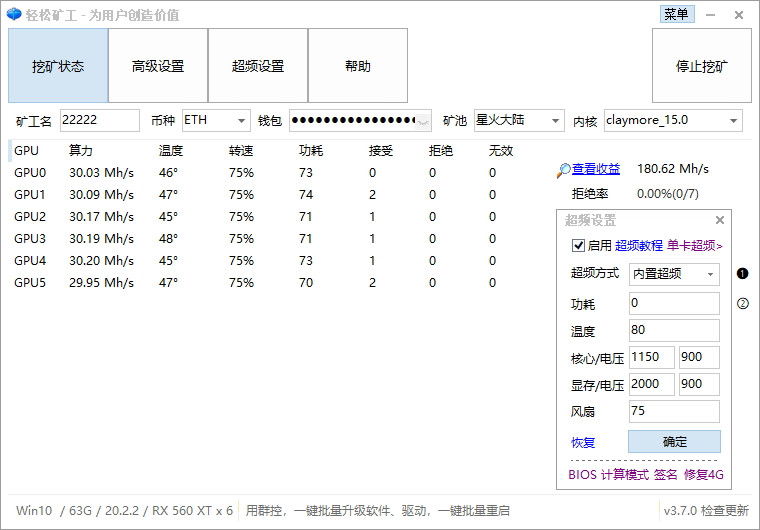 轻松矿工 - 为用户创造价值 菜单
挖矿状态 高级设置 超频设置 帮助 停止挖矿
矿工名 22222 币种 ETH 钱包 ●●●●●●●●●●●●●●●● 矿池 星火大陆 内核 claymore_15.0
GPU 算力 温度 转速 功耗 接受 拒绝 无效
GPU0 30.03 Mh/s 46° 75% 73 0 0 0
GPU1 30.09 Mh/s 47° 75% 74 2 0 0
GPU2 30.17 Mh/s 45° 75% 71 1 0 0
GPU3 30.19 Mh/s 48° 75% 71 1 0 0
GPU4 30.20 Mh/s 45° 75% 73 1 0 0
GPU5 29.95 Mh/s 47° 75% 70 2 0 0
查看收益 180.62 Mh/s
拒绝率 0.00%(0/7)
超频设置
启用 超频教程 单卡超频>
超频方式 内置超频 ❶
功耗 0 ②
温度 80
核心/电压 1150 900
显存/电压 2000 900
风扇 75
恢复 确定
BIOS 计算模式 签名 修复4G
Win10 / 63G / 20.2.2 / RX 560 XT x 6 用群控，一键批量升级软件、驱动，一键批量重启 v3.7.0 检查更新